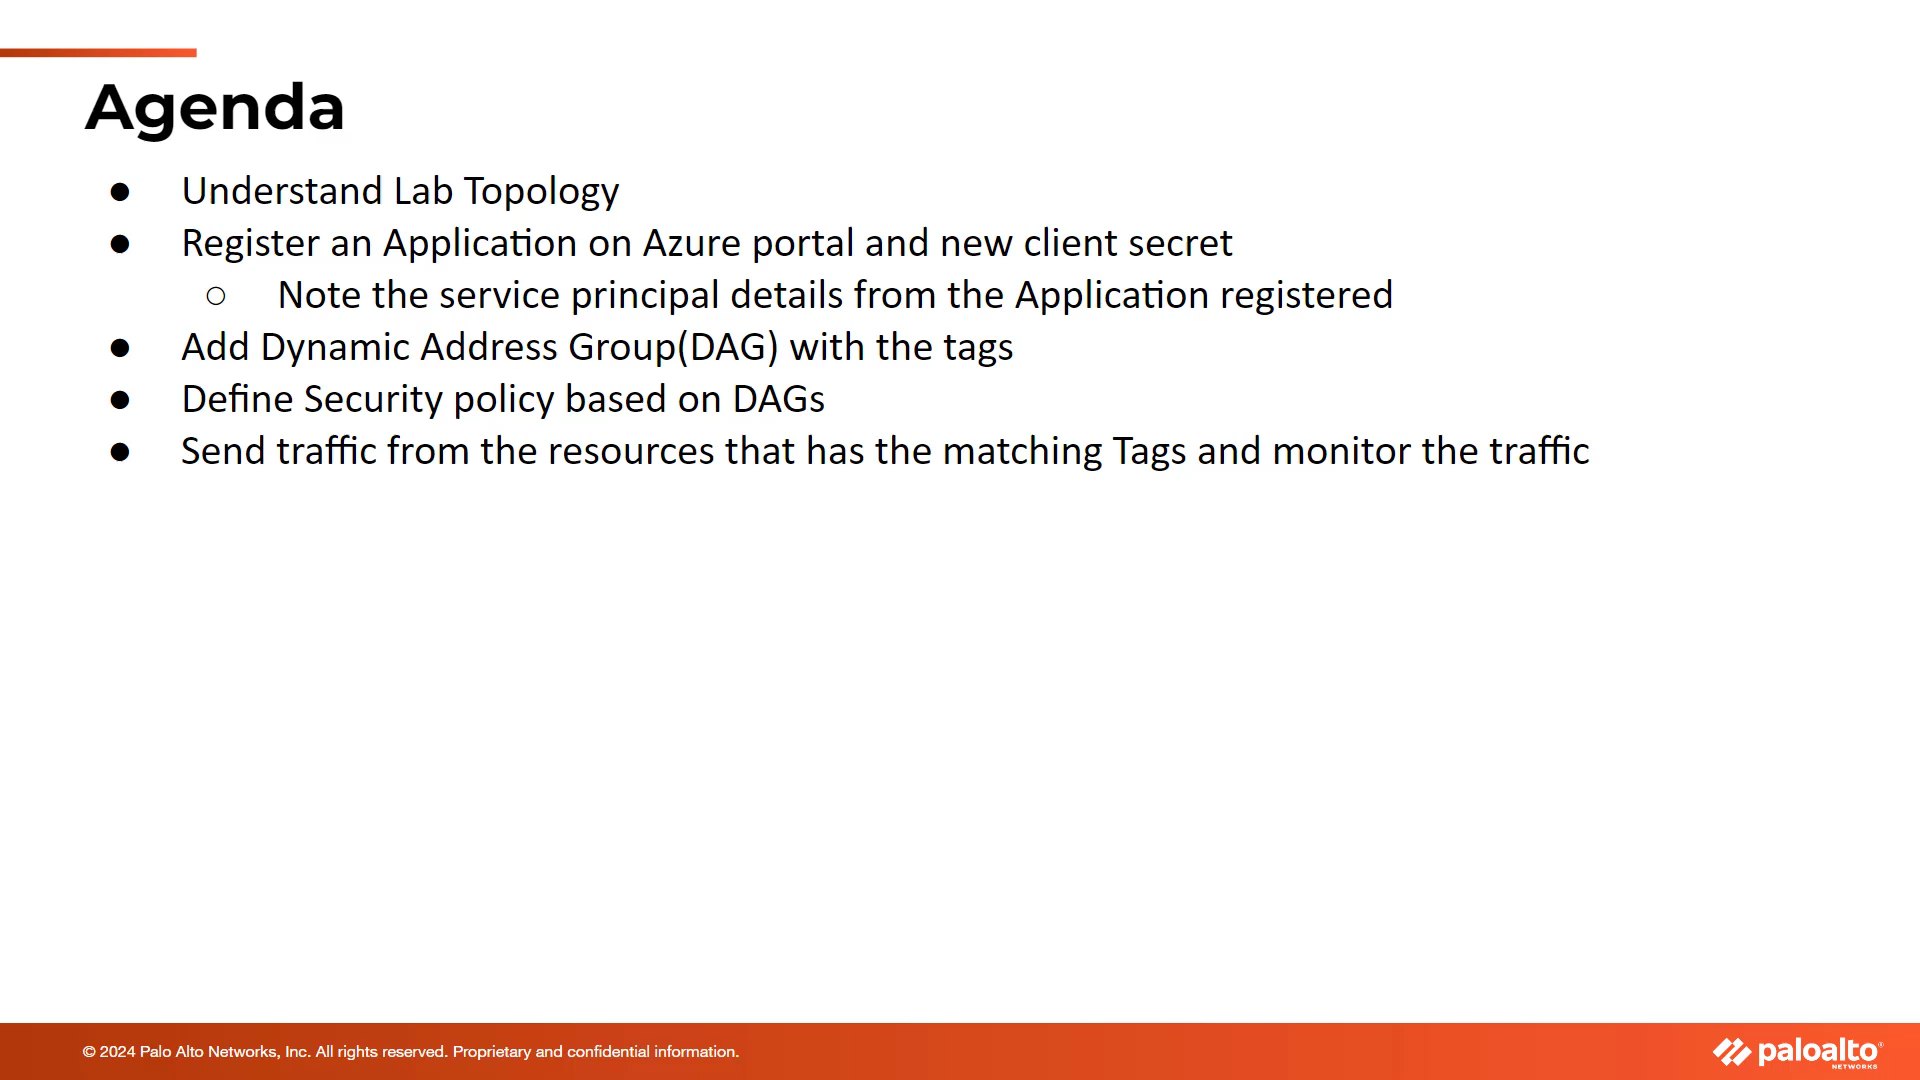 Agenda
● Understand Lab Topology
● Register an Application on Azure portal and new client secret
○ Note the service principal details from the Application registered
● Add Dynamic Address Group(DAG) with the tags
● Define Security policy based on DAGs
● Send traffic from the resources that has the matching Tags and monitor the traffic
© 2024 Palo Alto Networks, Inc. All rights reserved. Proprietary and confidential information.
paloalto®
NETWORKS